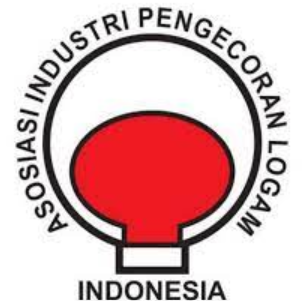 ASOSIASI INDUSTRI PENGECORAN LOGAM
INDONESIA